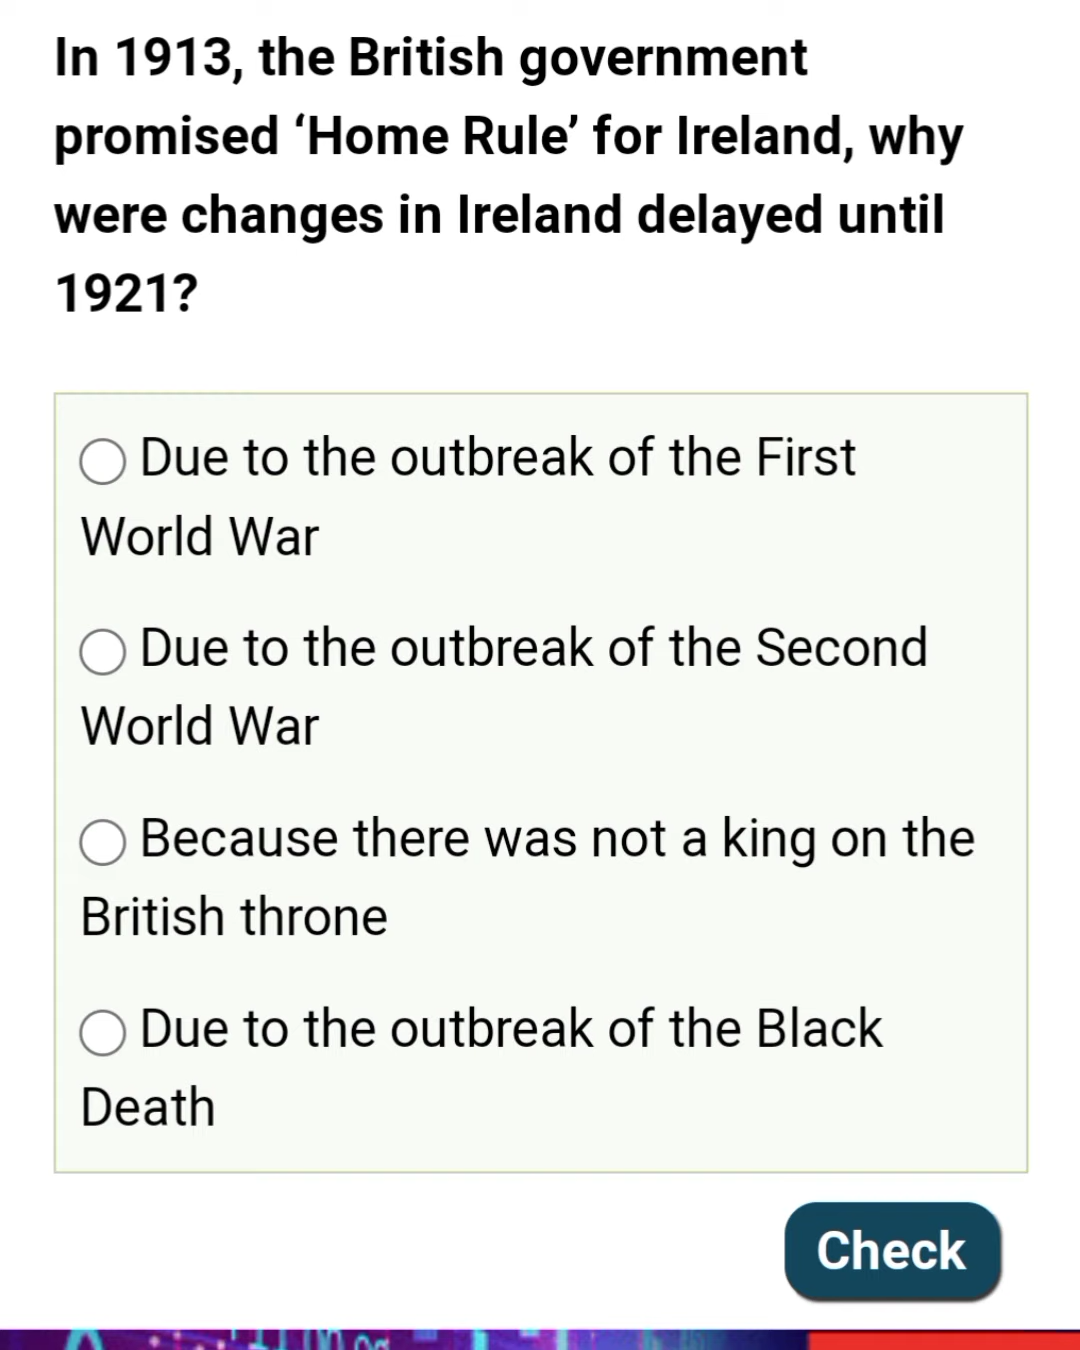 In 1913, the British government
promised ‘Home Rule’ for Ireland, why
were changes in Ireland delayed until
1921?
Due to the outbreak of the First
World War
Due to the outbreak of the Second
World War
Because there was not a king on the
British throne
Due to the outbreak of the Black
Death
Check